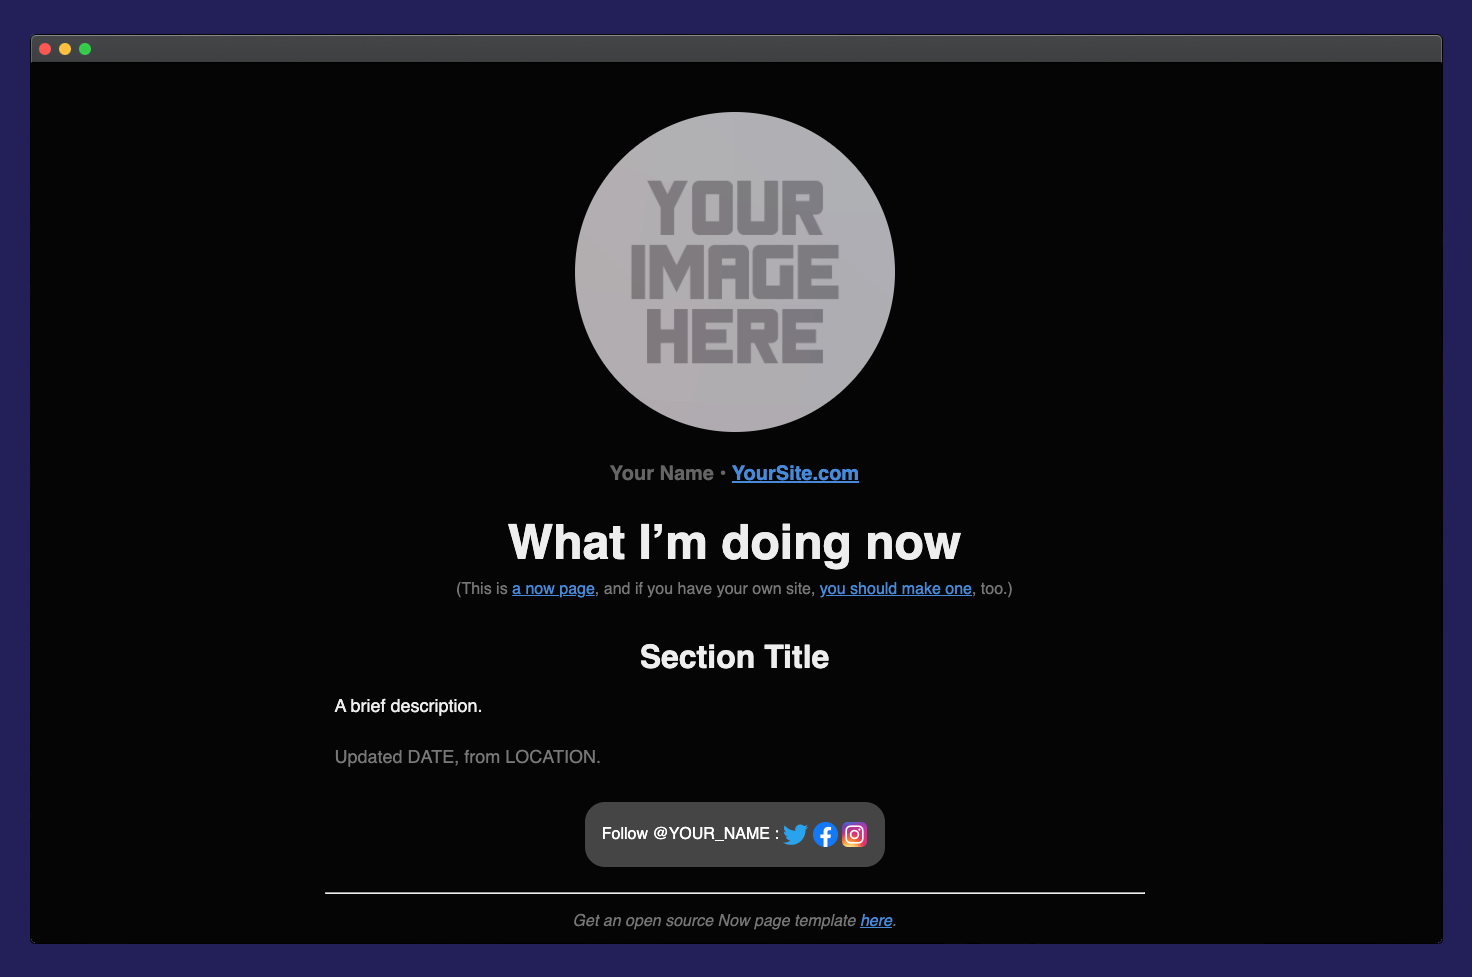 YOUR
IMAGE
HERE
Your Name • YourSite.com
What I’m doing now
(This is a now page, and if you have your own site, you should make one, too.)
Section Title
A brief description.
Updated DATE, from LOCATION.
Follow @YOUR_NAME :
Get an open source Now page template here.